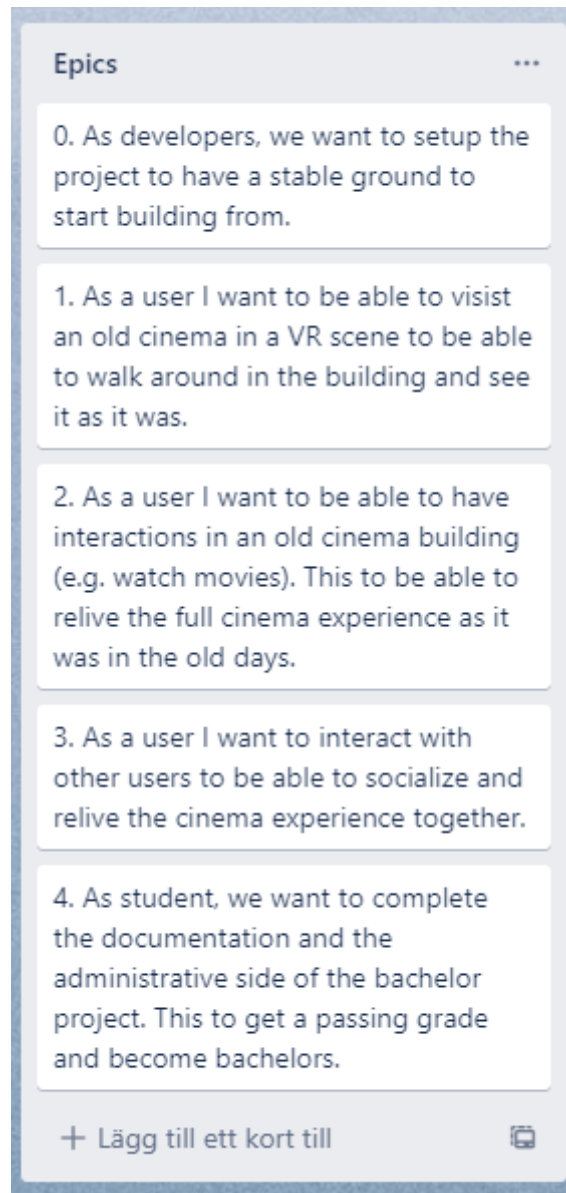 Epics
0. As developers, we want to setup the
project to have a stable ground to
start building from.
1. As a user I want to be able to visist
an old cinema in a VR scene to be able
to walk around in the building and see
it as it was.
2. As a user I want to be able to have
interactions in an old cinema building
(e.g. watch movies). This to be able to
relive the full cinema experience as it
was in the old days.
3. As a user I want to interact with
other users to be able to socialize and
relive the cinema experience together.
4. As student, we want to complete
the documentation and the
administrative side of the bachelor
project. This to get a passing grade
and become bachelors.
+ Lägg till ett kort till